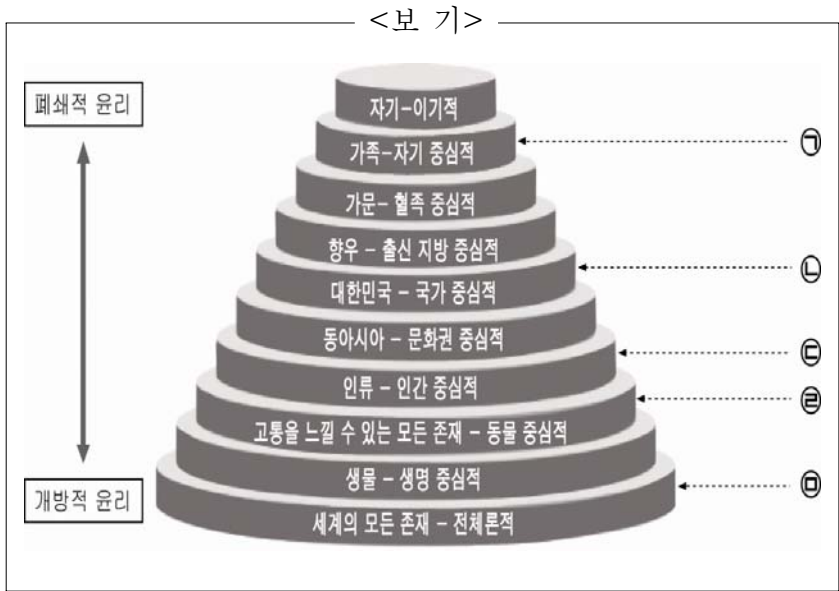 <보 기>
폐쇄적 윤리
자기-이기적
가족-자기 중심적
㉠
가문- 혈족 중심적
향우 - 출신 지방 중심적
㉡
대한민국 - 국가 중심적
동아시아 - 문화권 중심적
㉢
인류 - 인간 중심적
㉣
고통을 느낄 수 있는 모든 존재 - 동물 중심적
생물 - 생명 중심적
㉤
개방적 윤리
세계의 모든 존재 - 전체론적